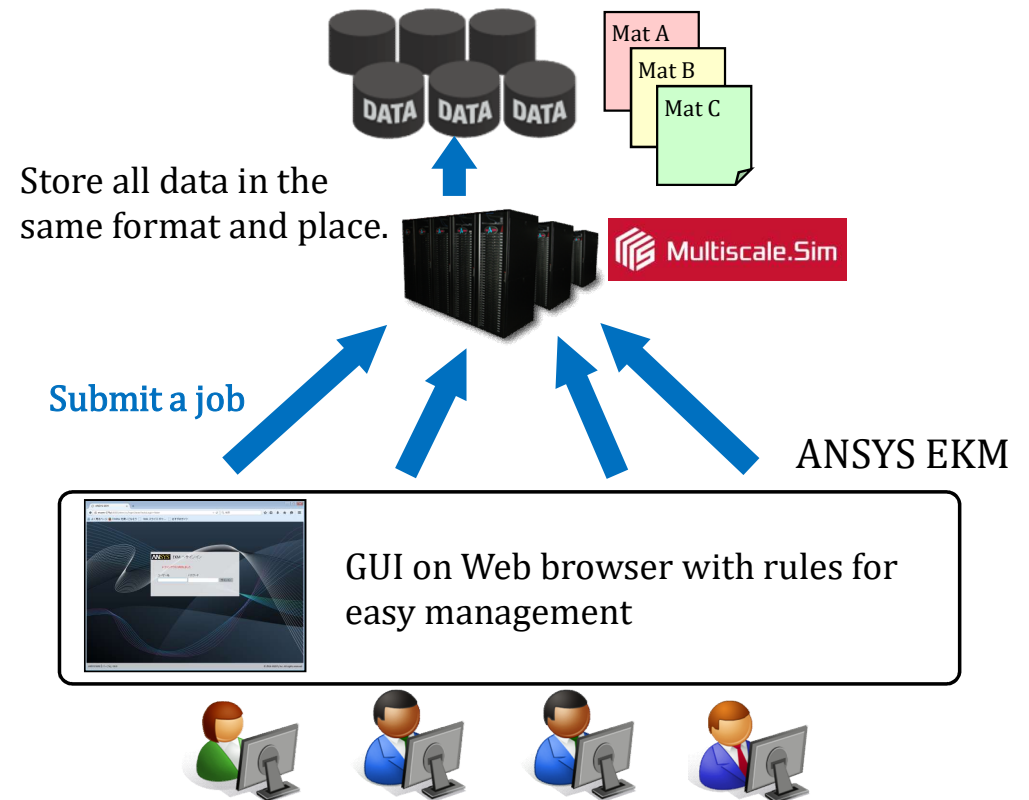 Mat A
Mat B
Mat C
DATA DATA DATA
Store all data in the
same format and place.
Multiscale.Sim
Submit a job
ANSYS EKM
GUI on Web browser with rules for
easy management
ANSYS